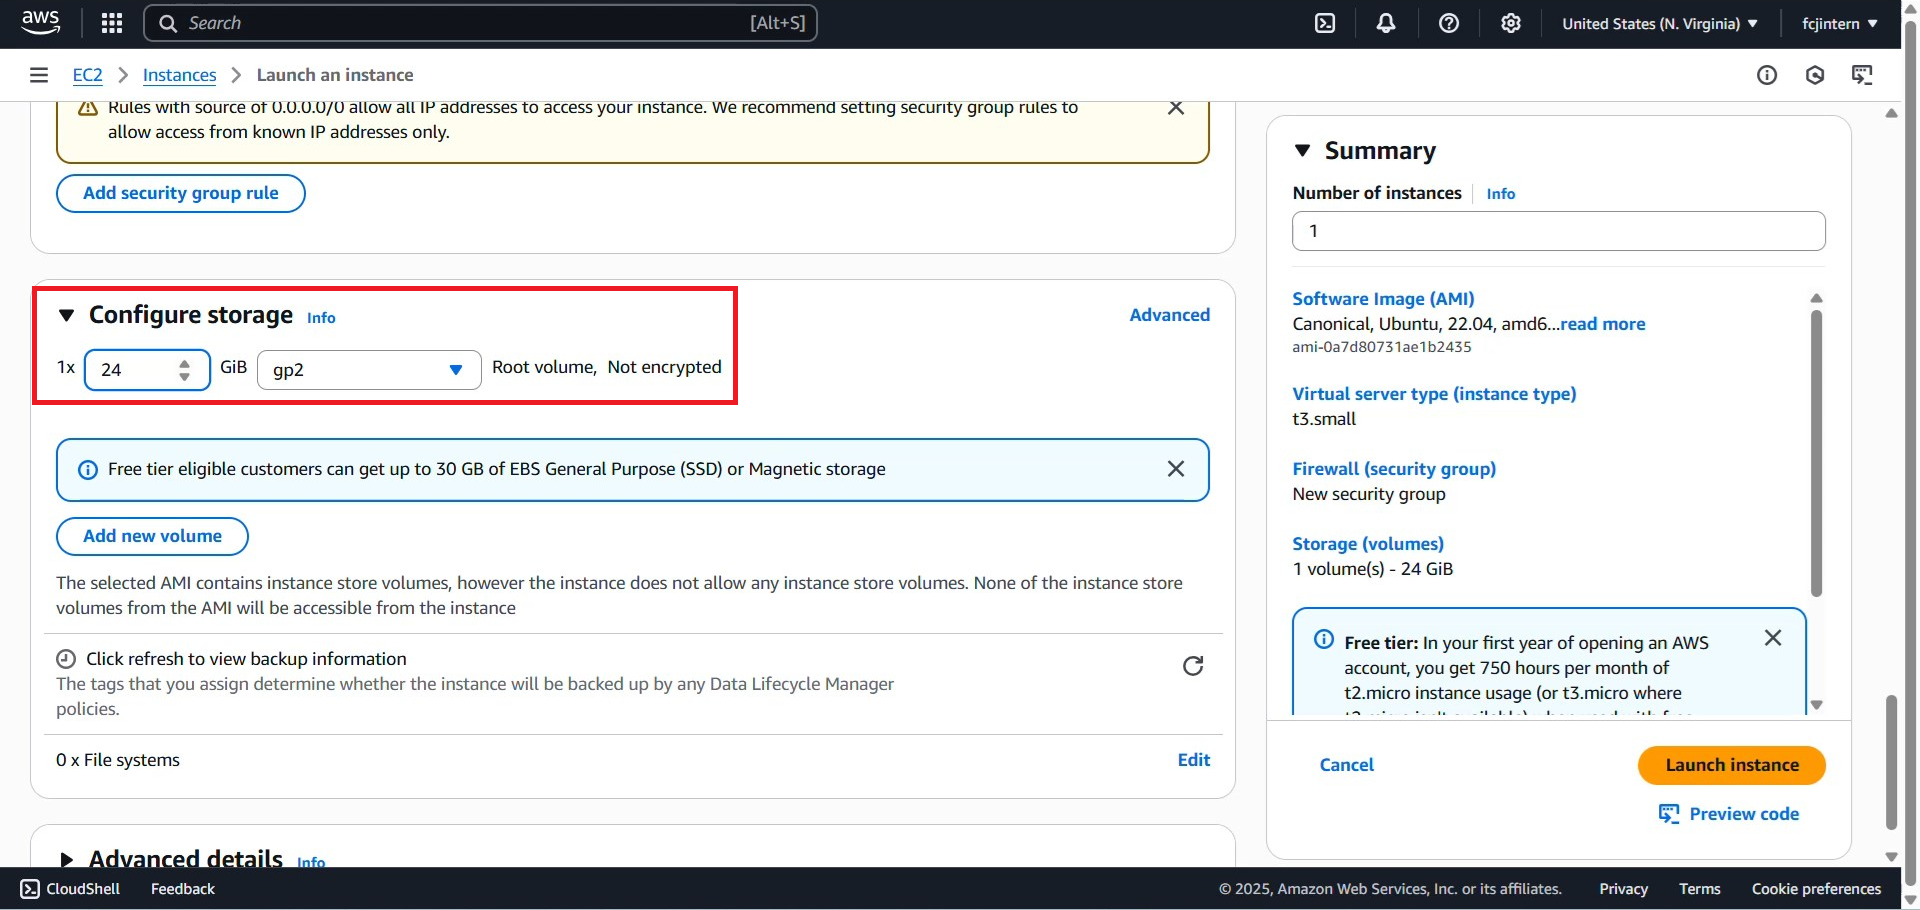 aws
Search
[Alt+S]
United States (N. Virginia)
fcjintern
EC2
Instances
Launch an instance
Rules with source of 0.0.0.0/0 allow all IP addresses to access your instance. We recommend setting security group rules to
allow access from known IP addresses only.
Add security group rule
Configure storage
Info
Advanced
1x
24
GiB
gp2
Root volume, Not encrypted
Free tier eligible customers can get up to 30 GB of EBS General Purpose (SSD) or Magnetic storage
Add new volume
The selected AMI contains instance store volumes, however the instance does not allow any instance store volumes. None of the instance store
volumes from the AMI will be accessible from the instance
Click refresh to view backup information
The tags that you assign determine whether the instance will be backed up by any Data Lifecycle Manager
policies.
0 x File systems
Edit
Advanced details
Info
Summary
Number of instances
Info
1
Software Image (AMI)
Canonical, Ubuntu, 22.04, amd6...read more
ami-0a7d80731ae1b2435
Virtual server type (instance type)
t3.small
Firewall (security group)
New security group
Storage (volumes)
1 volume(s) - 24 GiB
Free tier: In your first year of opening an AWS
account, you get 750 hours per month of
t2.micro instance usage (or t3.micro where
Cancel
Launch instance
Preview code
CloudShell
Feedback
© 2025, Amazon Web Services, Inc. or its affiliates.
Privacy
Terms
Cookie preferences